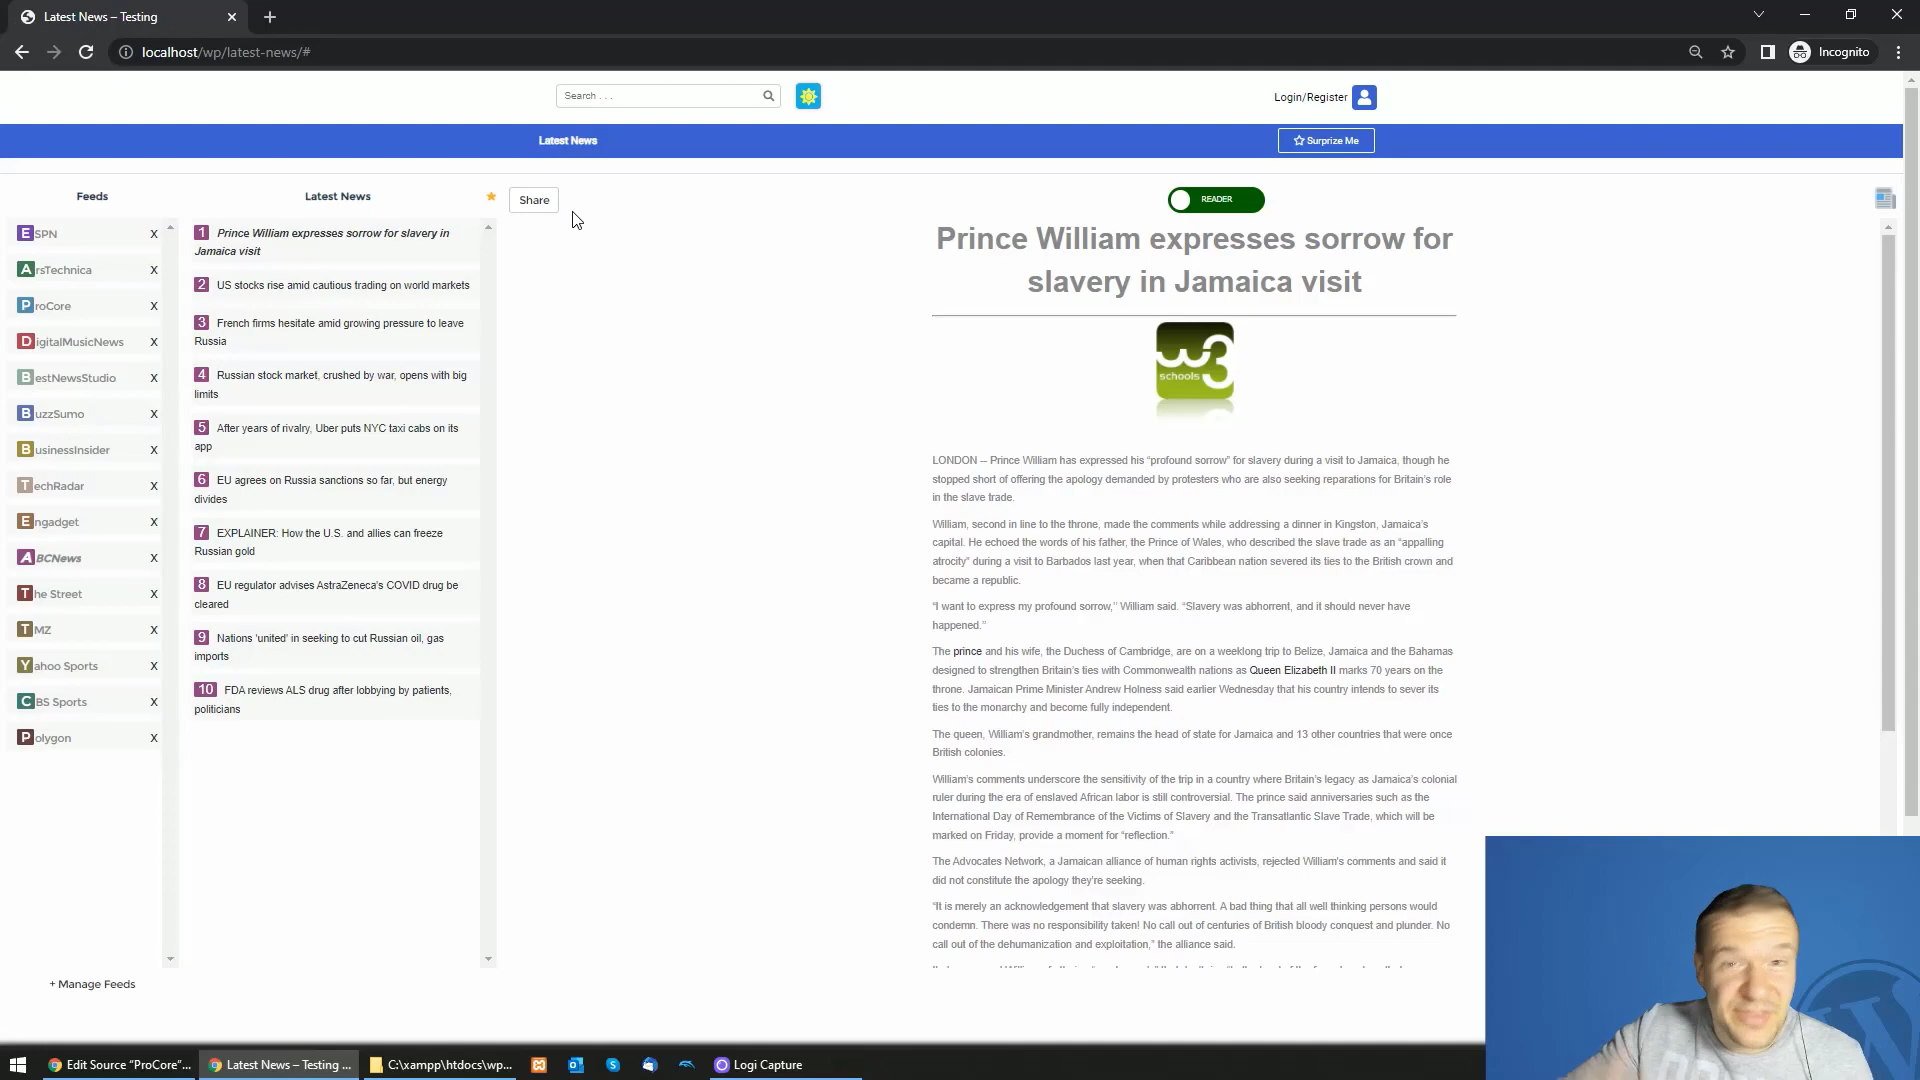 Latest News – Testing
localhost/wp/latest-news/#
Incognito
Search . . .
Login/Register
Latest News
Surprize Me
Feeds
ESPN X
ArsTechnica X
ProCore X
DigitalMusicNews X
BestNewsStudio X
BuzzSumo X
BusinessInsider X
TechRadar X
Engadget X
ABCNews X
The Street X
TMZ X
Yahoo Sports X
CBS Sports X
Polygon X
+ Manage Feeds
Latest News
1 Prince William expresses sorrow for slavery in
Jamaica visit
2 US stocks rise amid cautious trading on world markets
3 French firms hesitate amid growing pressure to leave
Russia
4 Russian stock market, crushed by war, opens with big
limits
5 After years of rivalry, Uber puts NYC taxi cabs on its
app
6 EU agrees on Russia sanctions so far, but energy
divides
7 EXPLAINER: How the U.S. and allies can freeze
Russian gold
8 EU regulator advises AstraZeneca's COVID drug be
cleared
9 Nations 'united' in seeking to cut Russian oil, gas
imports
10 FDA reviews ALS drug after lobbying by patients,
politicians
Share
READER
Prince William expresses sorrow for
slavery in Jamaica visit
w3
schools
LONDON -- Prince William has expressed his “profound sorrow” for slavery during a visit to Jamaica, though he
stopped short of offering the apology demanded by protesters who are also seeking reparations for Britain’s role
in the slave trade.
William, second in line to the throne, made the comments while addressing a dinner in Kingston, Jamaica’s
capital. He echoed the words of his father, the Prince of Wales, who described the slave trade as an “appalling
atrocity” during a visit to Barbados last year, when that Caribbean nation severed its ties to the British crown and
became a republic.
“I want to express my profound sorrow,’’ William said. “Slavery was abhorrent, and it should never have
happened.’’
The prince and his wife, the Duchess of Cambridge, are on a weeklong trip to Belize, Jamaica and the Bahamas
designed to strengthen Britain’s ties with Commonwealth nations as Queen Elizabeth II marks 70 years on the
throne. Jamaican Prime Minister Andrew Holness said earlier Wednesday that his country intends to sever its
ties to the monarchy and become fully independent.
The queen, William’s grandmother, remains the head of state for Jamaica and 13 other countries that were once
British colonies.
William’s comments underscore the sensitivity of the trip in a country where Britain’s legacy as Jamaica’s colonial
ruler during the era of enslaved African labor is still controversial. The prince said anniversaries such as the
International Day of Remembrance of the Victims of Slavery and the Transatlantic Slave Trade, which will be
marked on Friday, provide a moment for “reflection.”
The Advocates Network, a Jamaican alliance of human rights activists, rejected William's comments and said it
did not constitute the apology they’re seeking.
“It is merely an acknowledgement that slavery was abhorrent. A bad thing that all well thinking persons would
condemn. There was no responsibility taken! No call out of centuries of British bloody conquest and plunder. No
call out of the dehumanization and exploitation,” the alliance said.
Edit Source “ProCore”...
Latest News – Testing ...
C:\xampp\htdocs\wp...
Logi Capture